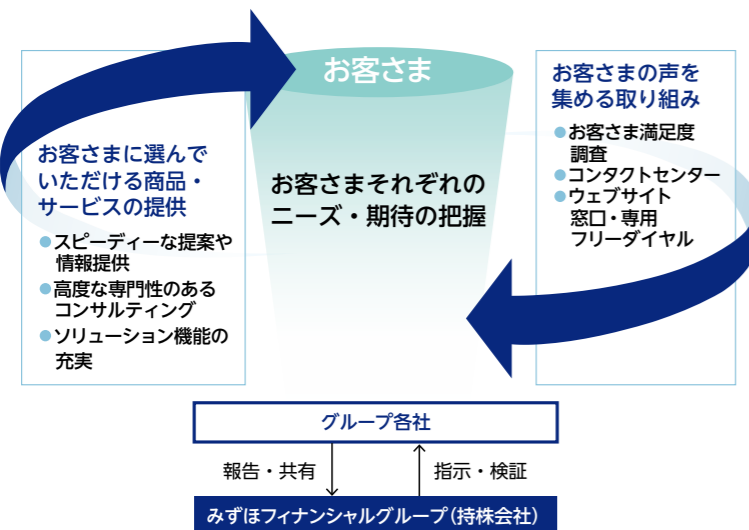 お客さま
お客さまそれぞれの
ニーズ・期待の把握
お客さまに選んで
いただける商品・
サービスの提供
●スピーディーな提案や
情報提供
●高度な専門性のある
コンサルティング
●ソリューション機能の
充実
お客さまの声を
集める取り組み
●お客さま満足度
調査
●コンタクトセンター
●ウェブサイト
窓口・専用
フリーダイヤル
グループ各社
報告・共有
指示・検証
みずほフィナンシャルグループ(持株会社)